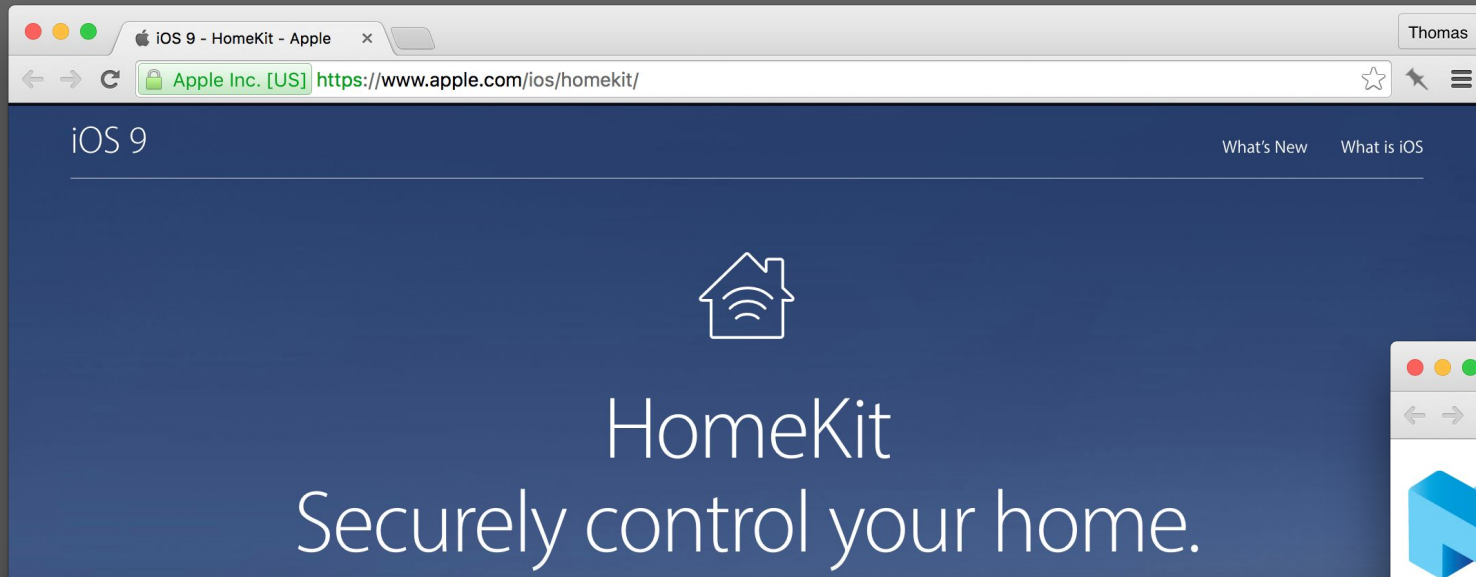 iOS 9 - HomeKit - Apple
Thomas
Apple Inc. [US] https://www.apple.com/ios/homekit/
iOS 9
What's New What is iOS
HomeKit
Securely control your home.